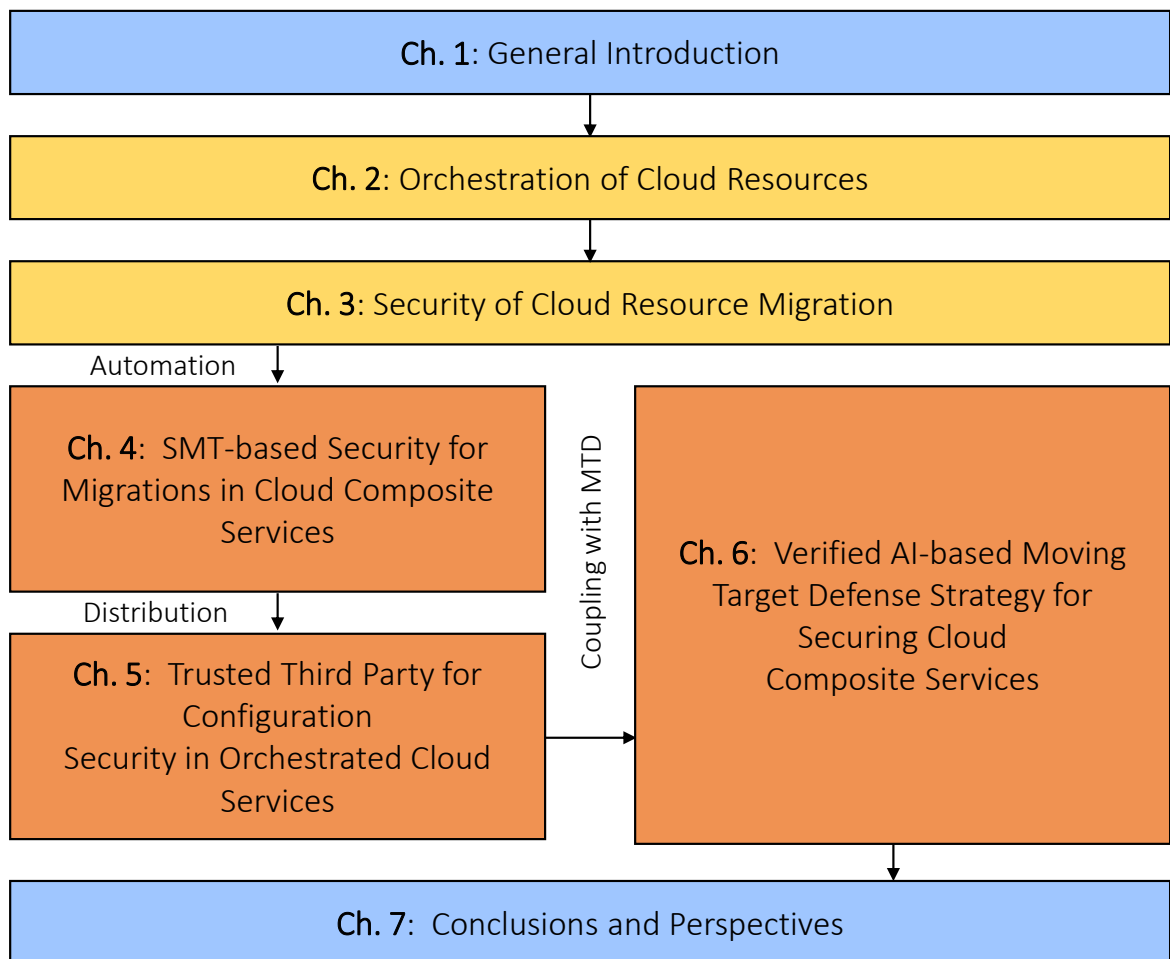 Ch. 1: General Introduction
Ch. 2: Orchestration of Cloud Resources
Ch. 3: Security of Cloud Resource Migration
Automation
Ch. 4: SMT-based Security for
Migrations in Cloud Composite
Services
Distribution
Ch. 5: Trusted Third Party for
Configuration
Security in Orchestrated Cloud
Services
Coupling with MTD
Ch. 6: Verified AI-based Moving
Target Defense Strategy for
Securing Cloud
Composite Services
Ch. 7: Conclusions and Perspectives